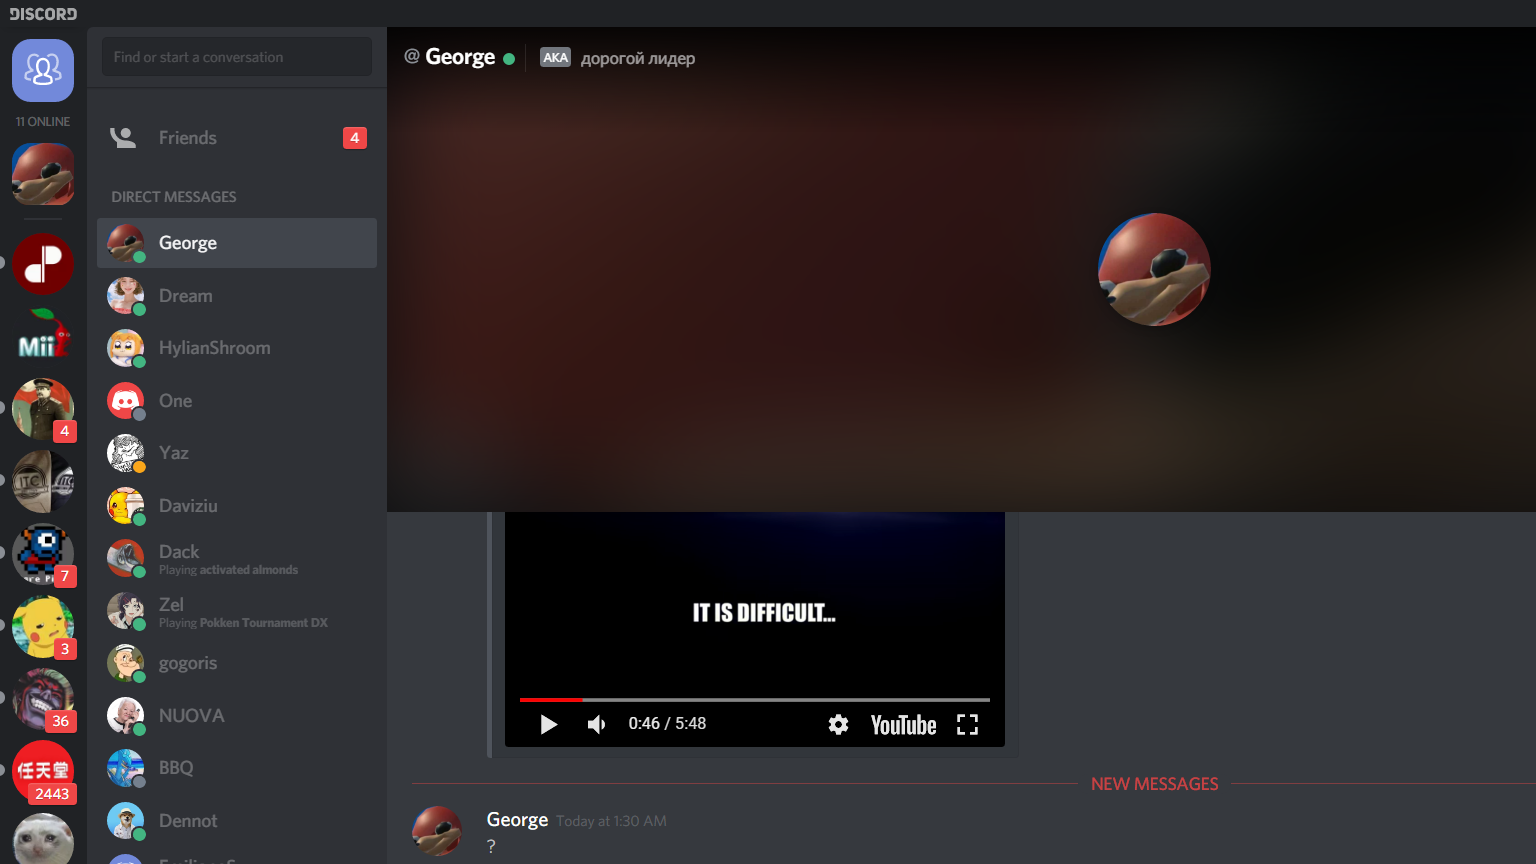 DISCORD
Find or start a conversation
11 ONLINE
Friends
4
DIRECT MESSAGES
George
Dream
Mii
HylianShroom
One
4
Yaz
ITC
Daviziu
Dack
Playing activated almonds
7
Zel
Playing Pokken Tournament DX
3
gogoris
NUOVA
36
BBQ
任天堂
2443
Dennot
@George
AKA дорогой лидер
IT IS DIFFICULT...
0:46 / 5:48
YouTube
NEW MESSAGES
George Today at 1:30 AM
?